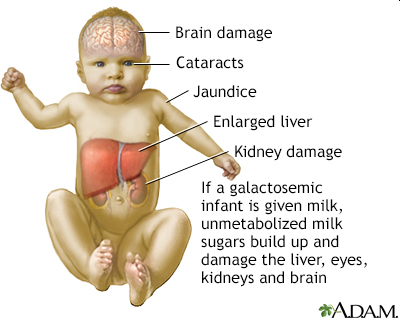 Brain damage
Cataracts
Jaundice
Enlarged liver
Kidney damage
If a galactosemic
infant is given milk,
unmetabolized milk
sugars build up and
damage the liver, eyes,
kidneys and brain
ADAM.